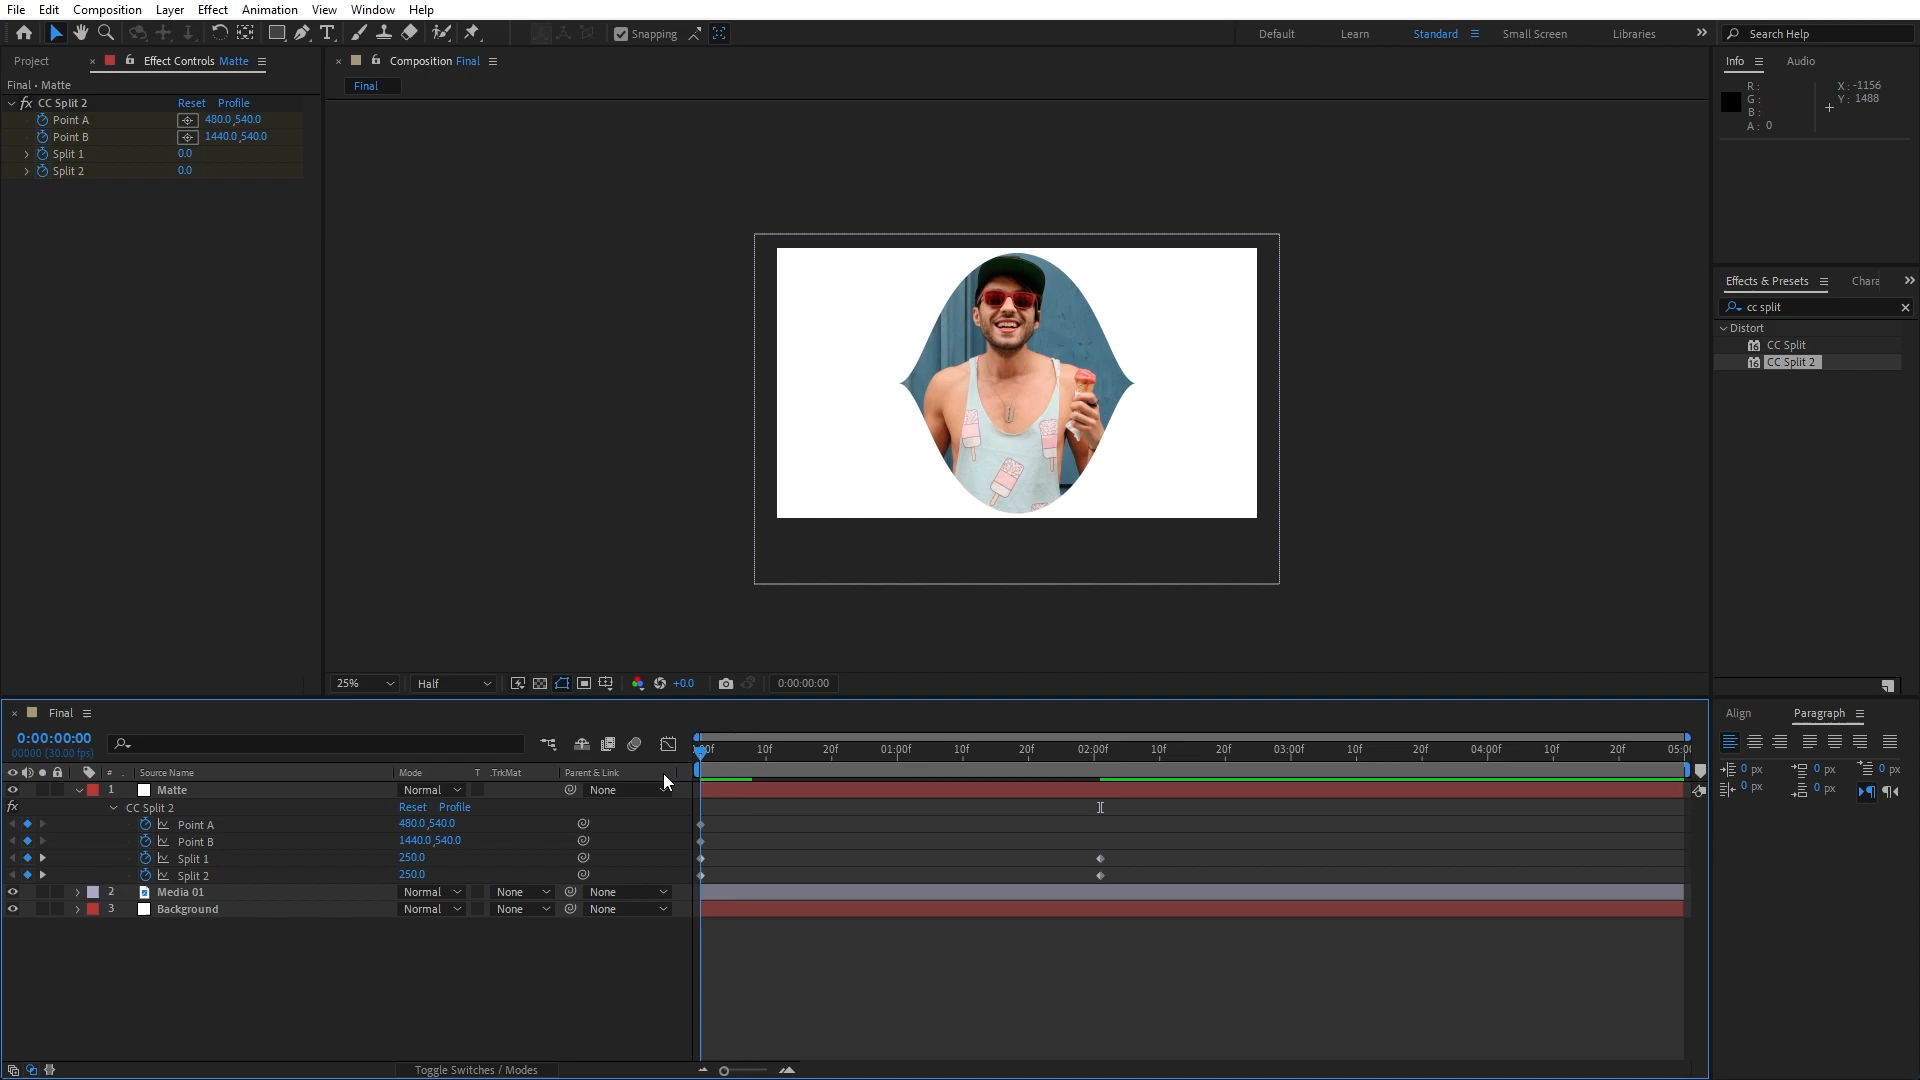 File Edit Composition Layer Effect Animation View Window Help
Snapping
Default Learn Standard Small Screen Libraries
Search Help
Project
Effect Controls Matte
Final • Matte
fx CC Split 2 Reset Profile
Point A 480.0,540.0
Point B 1440.0,540.0
Split 1 0.0
Split 2 0.0
Composition Final
Final
25% Half +0.0 0:00:00:00
Info Audio
R :
G :
B :
A : 0
X : -1156
Y : 1488
Effects & Presets Chara
cc split
Distort
CC Split
CC Split 2
Final
0:00:00:00
00000 (30.00 fps)
:00f 10f 20f 01:00f 10f 20f 02:00f 10f 20f 03:00f 10f 20f 04:00f 10f 20f 05:00
# . Source Name Mode T .TrkMat Parent & Link
1 Matte Normal None
fx CC Split 2 Reset Profile
Point A 480.0,540.0
Point B 1440.0,540.0
Split 1 250.0
Split 2 250.0
2 Media 01 Normal None None
3 Background Normal None None
Toggle Switches / Modes
Align Paragraph
0 px 0 px 0 px
0 px 0 px